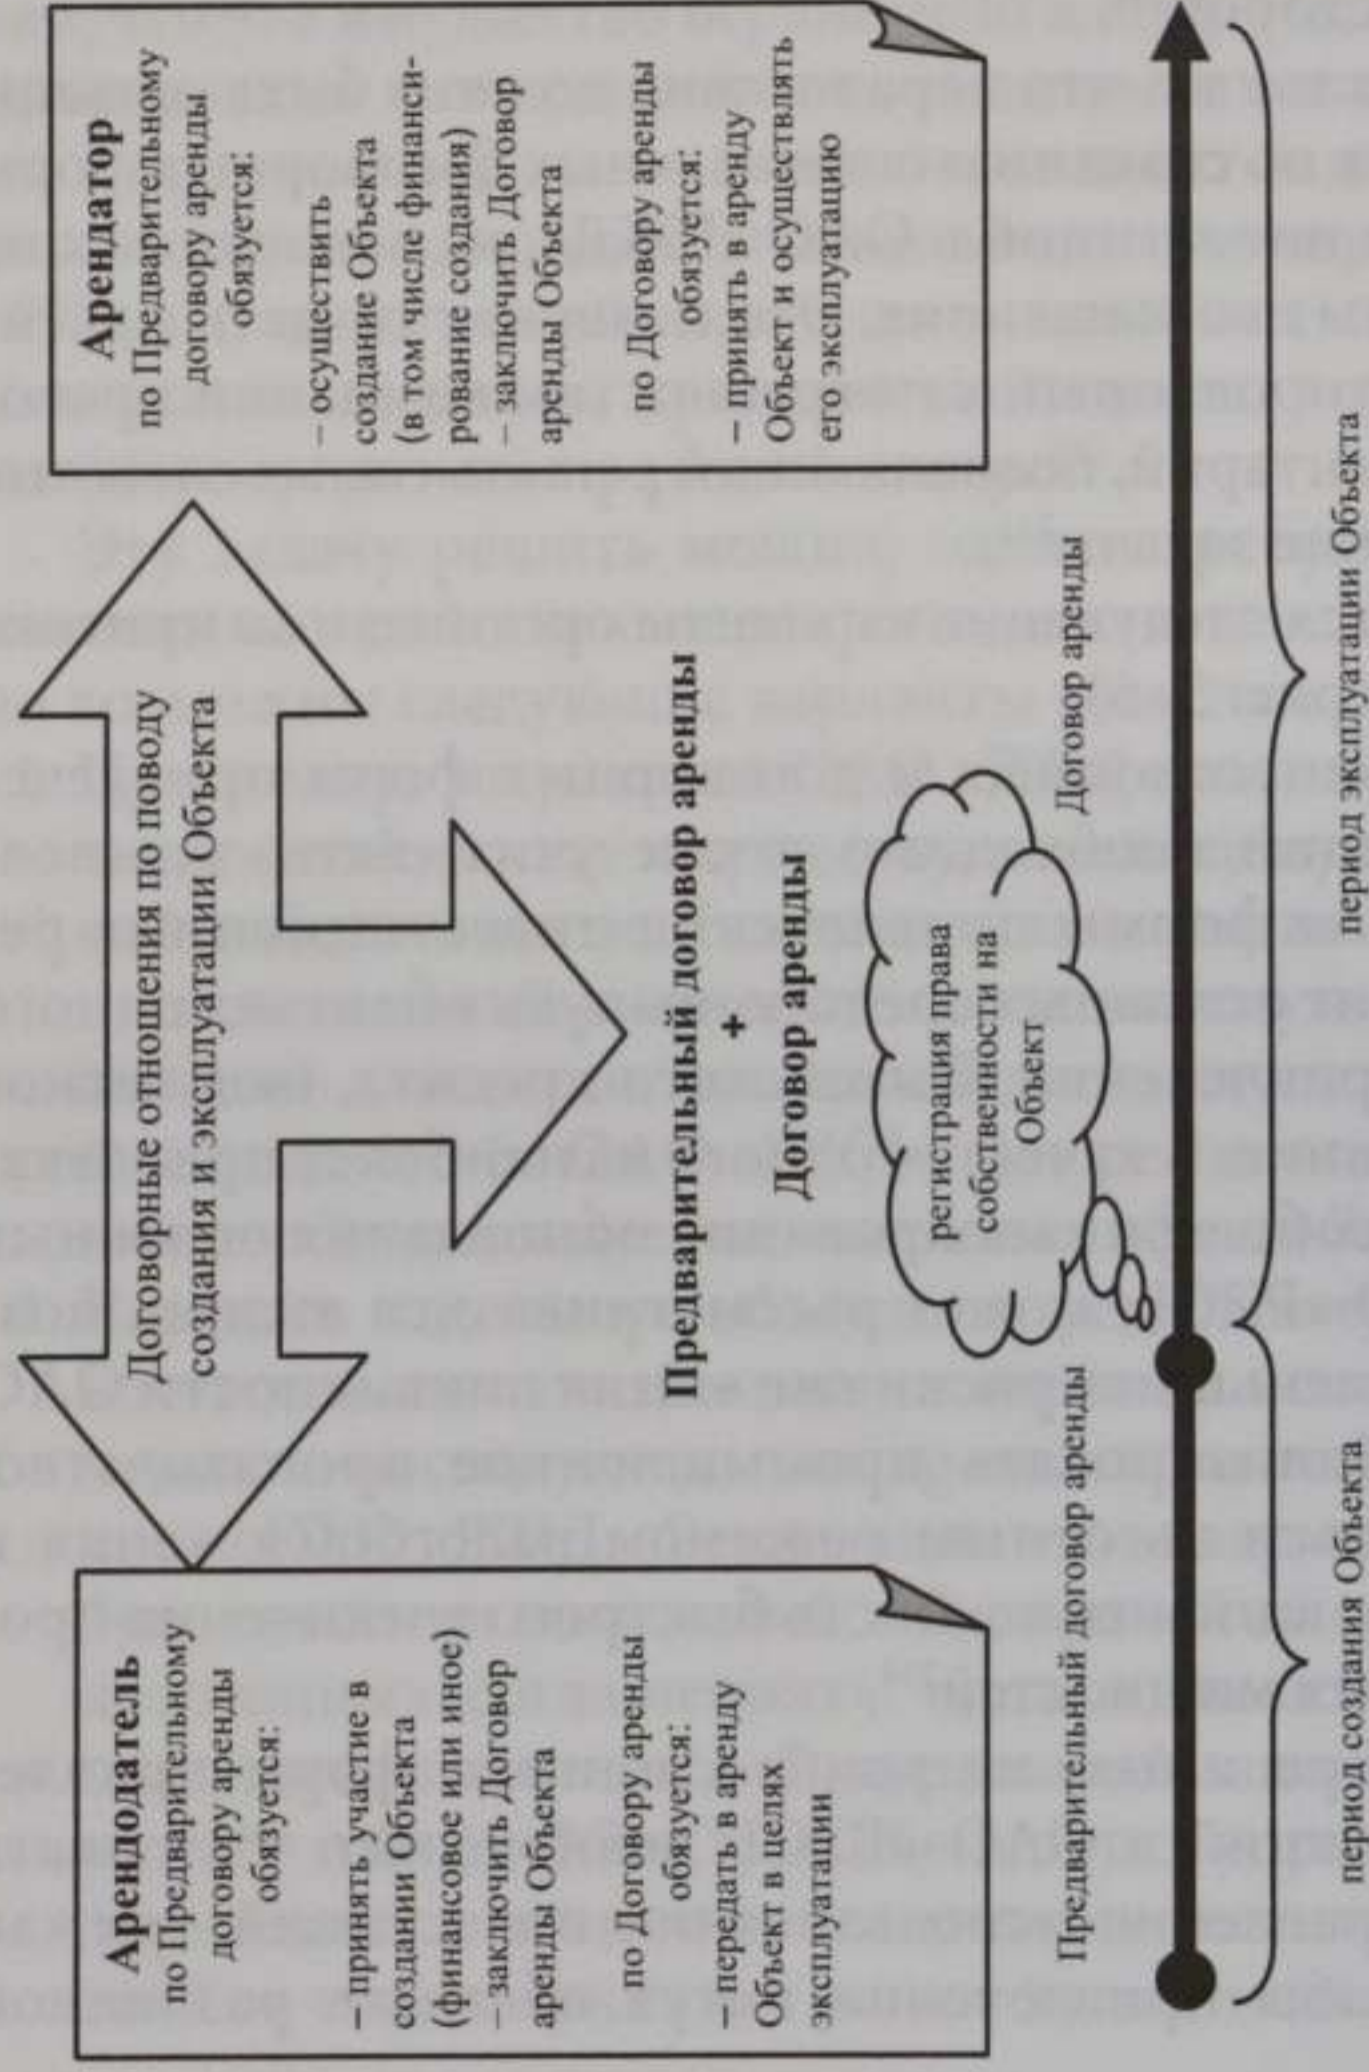 Арендодатель
по Предварительному
договору аренды
обязуется:
– принять участие в
создании Объекта
(финансовое или иное)
– заключить Договор
аренды Объекта
по Договору аренды
обязуется:
– передать в аренду
Объект в целях
эксплуатации
Договорные отношения по поводу
создания и эксплуатации Объекта
Предварительный договор аренды
+
Договор аренды
Арендатор
по Предварительному
договору аренды
обязуется:
– осуществить
создание Объекта
(в том числе финанси-
рование создания)
– заключить Договор
аренды Объекта
по Договору аренды
обязуется:
– принять в аренду
Объект и осуществлять
его эксплуатацию
регистрация права
собственности на
Объект
Предварительный договор аренды
Договор аренды
период создания Объекта
период эксплуатации Объекта